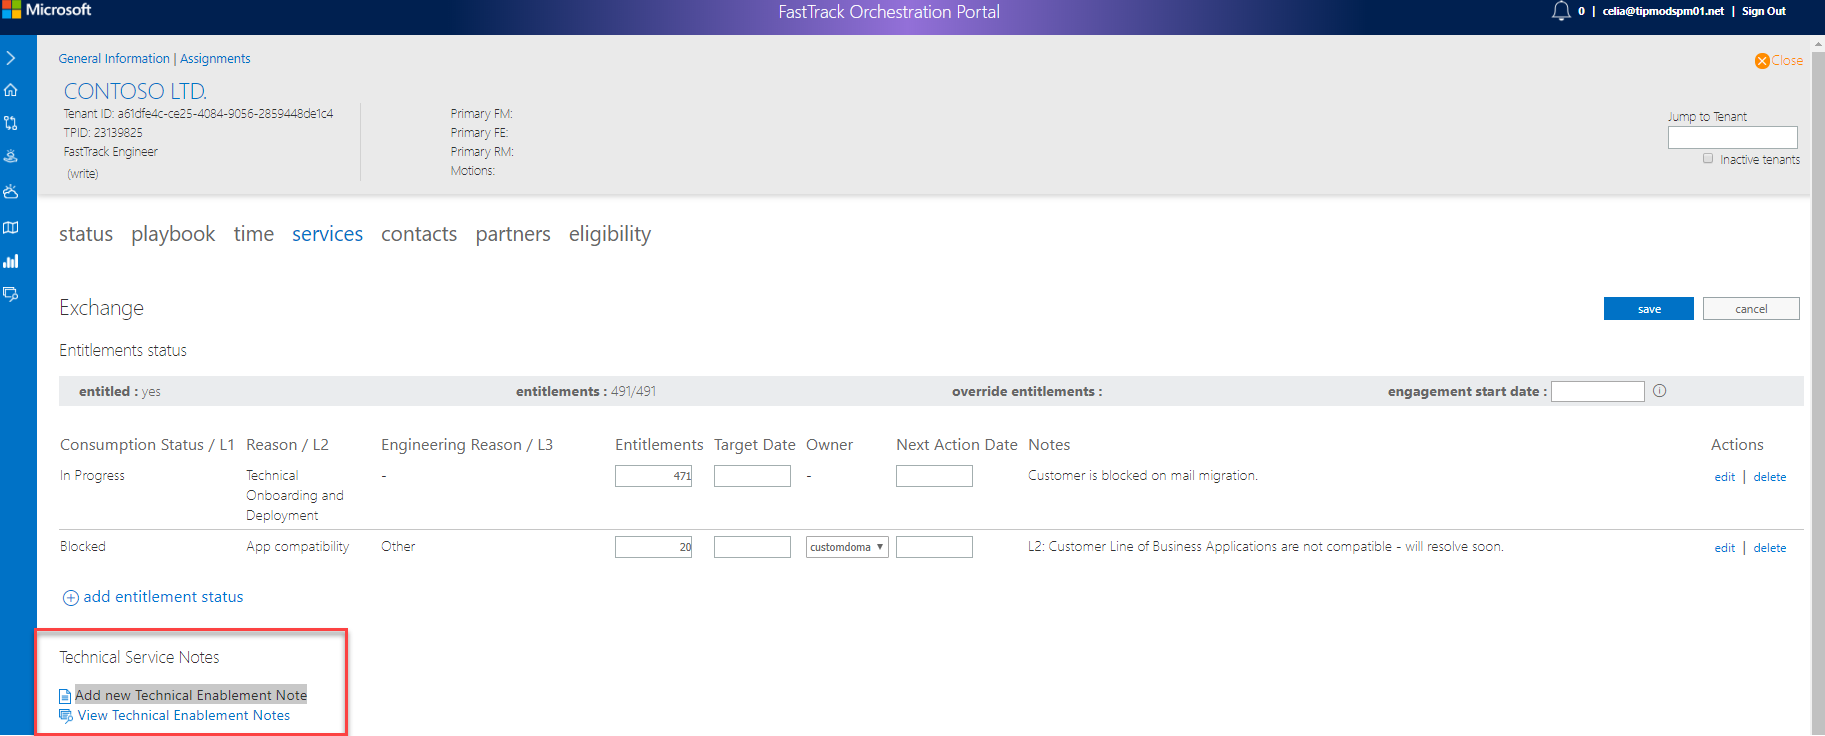 Microsoft
FastTrack Orchestration Portal
0 | celia@tipmodspm01.net | Sign Out
General Information | Assignments
Close
CONTOSO LTD.
Tenant ID: a61dfe4c-ce25-4084-9056-2859448de1c4
TPID: 23139825
FastTrack Engineer
(write)
Primary FM:
Primary FE:
Primary RM:
Motions:
Jump to Tenant
Inactive tenants
status playbook time services contacts partners eligibility
Exchange
save cancel
Entitlements status
entitled : yes entitlements : 491/491 override entitlements : engagement start date :
Consumption Status / L1 Reason / L2 Engineering Reason / L3 Entitlements Target Date Owner Next Action Date Notes Actions
In Progress Technical Onboarding and Deployment - 471 - Customer is blocked on mail migration. edit | delete
Blocked App compatibility Other 20 customdoma L2: Customer Line of Business Applications are not compatible - will resolve soon. edit | delete
add entitlement status
Technical Service Notes
Add new Technical Enablement Note
View Technical Enablement Notes